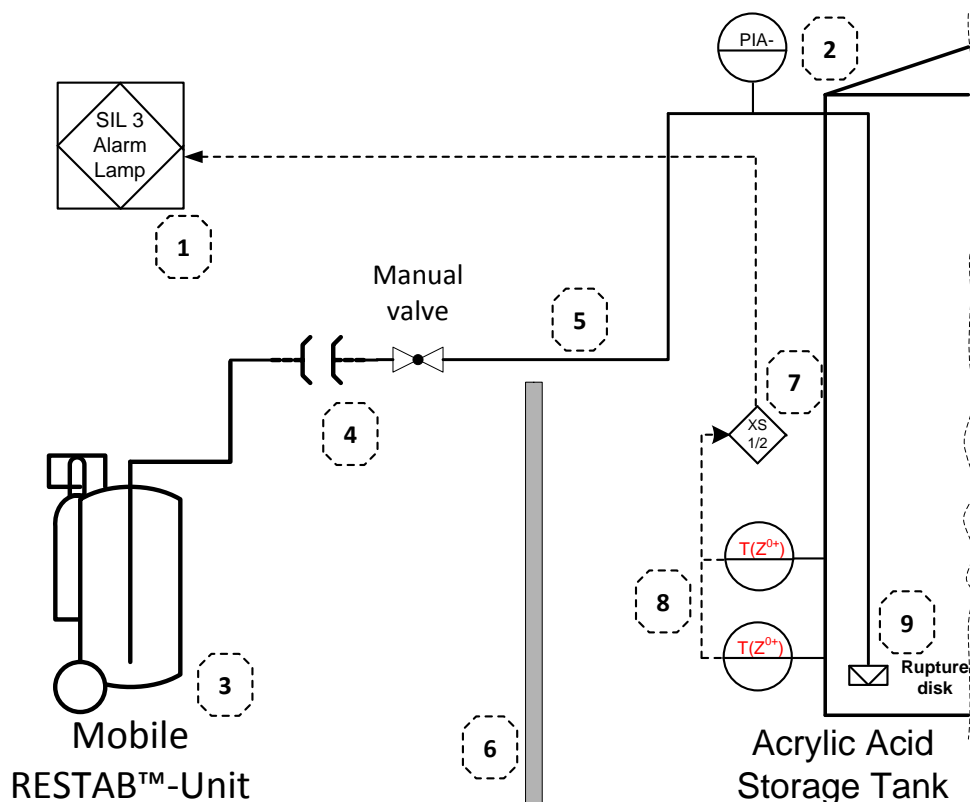 PIA-
2
SIL 3
Alarm
Lamp
1
Manual
valve
5
4
7
XS
1/2
T(Z⁰⁺)
8
T(Z⁰⁺)
9
Rupture
disk
3
6
Mobile
RESTAB™-Unit
Acrylic Acid
Storage Tank